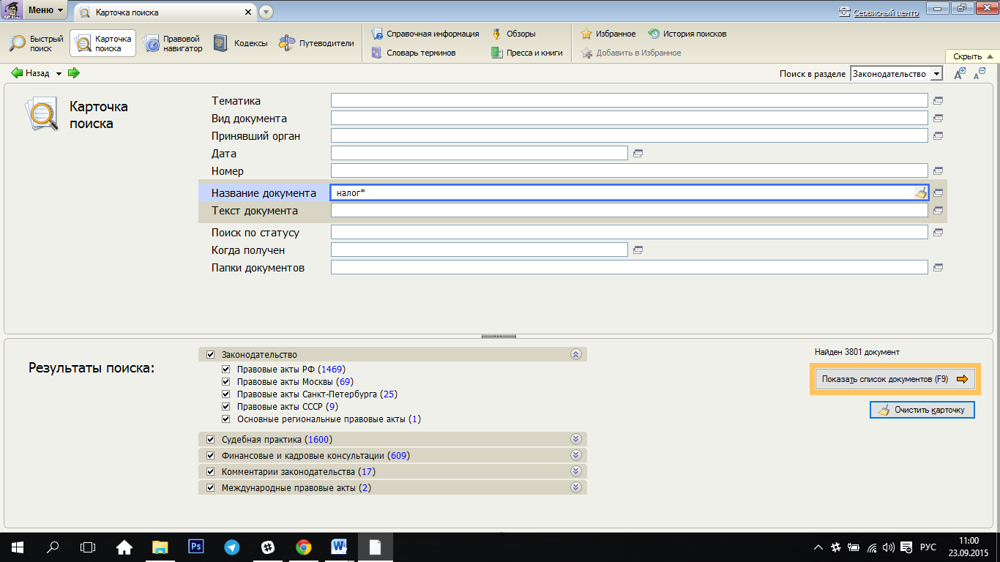 Меню
Карточка поиска
Сервисный центр
Быстрый поиск
Карточка поиска
Правовой навигатор
Кодексы
Путеводители
Справочная информация
Обзоры
Избранное
История поисков
Словарь терминов
Пресса и книги
Добавить в Избранное
Скрыть
Назад
Поиск в разделе Законодательство
Карточка
поиска
Тематика
Вид документа
Принявший орган
Дата
Номер
Название документа налог*
Текст документа
Поиск по статусу
Когда получен
Папки документов
Результаты поиска:
Законодательство
Правовые акты РФ (1469)
Правовые акты Москвы (69)
Правовые акты Санкт-Петербурга (25)
Правовые акты СССР (9)
Основные региональные правовые акты (1)
Судебная практика (1600)
Финансовые и кадровые консультации (609)
Комментарии законодательства (17)
Международные правовые акты (2)
Найден 3801 документ
Показать список документов (F9)
Очистить карточку
Ps
W
РУС
11:00
23.09.2015